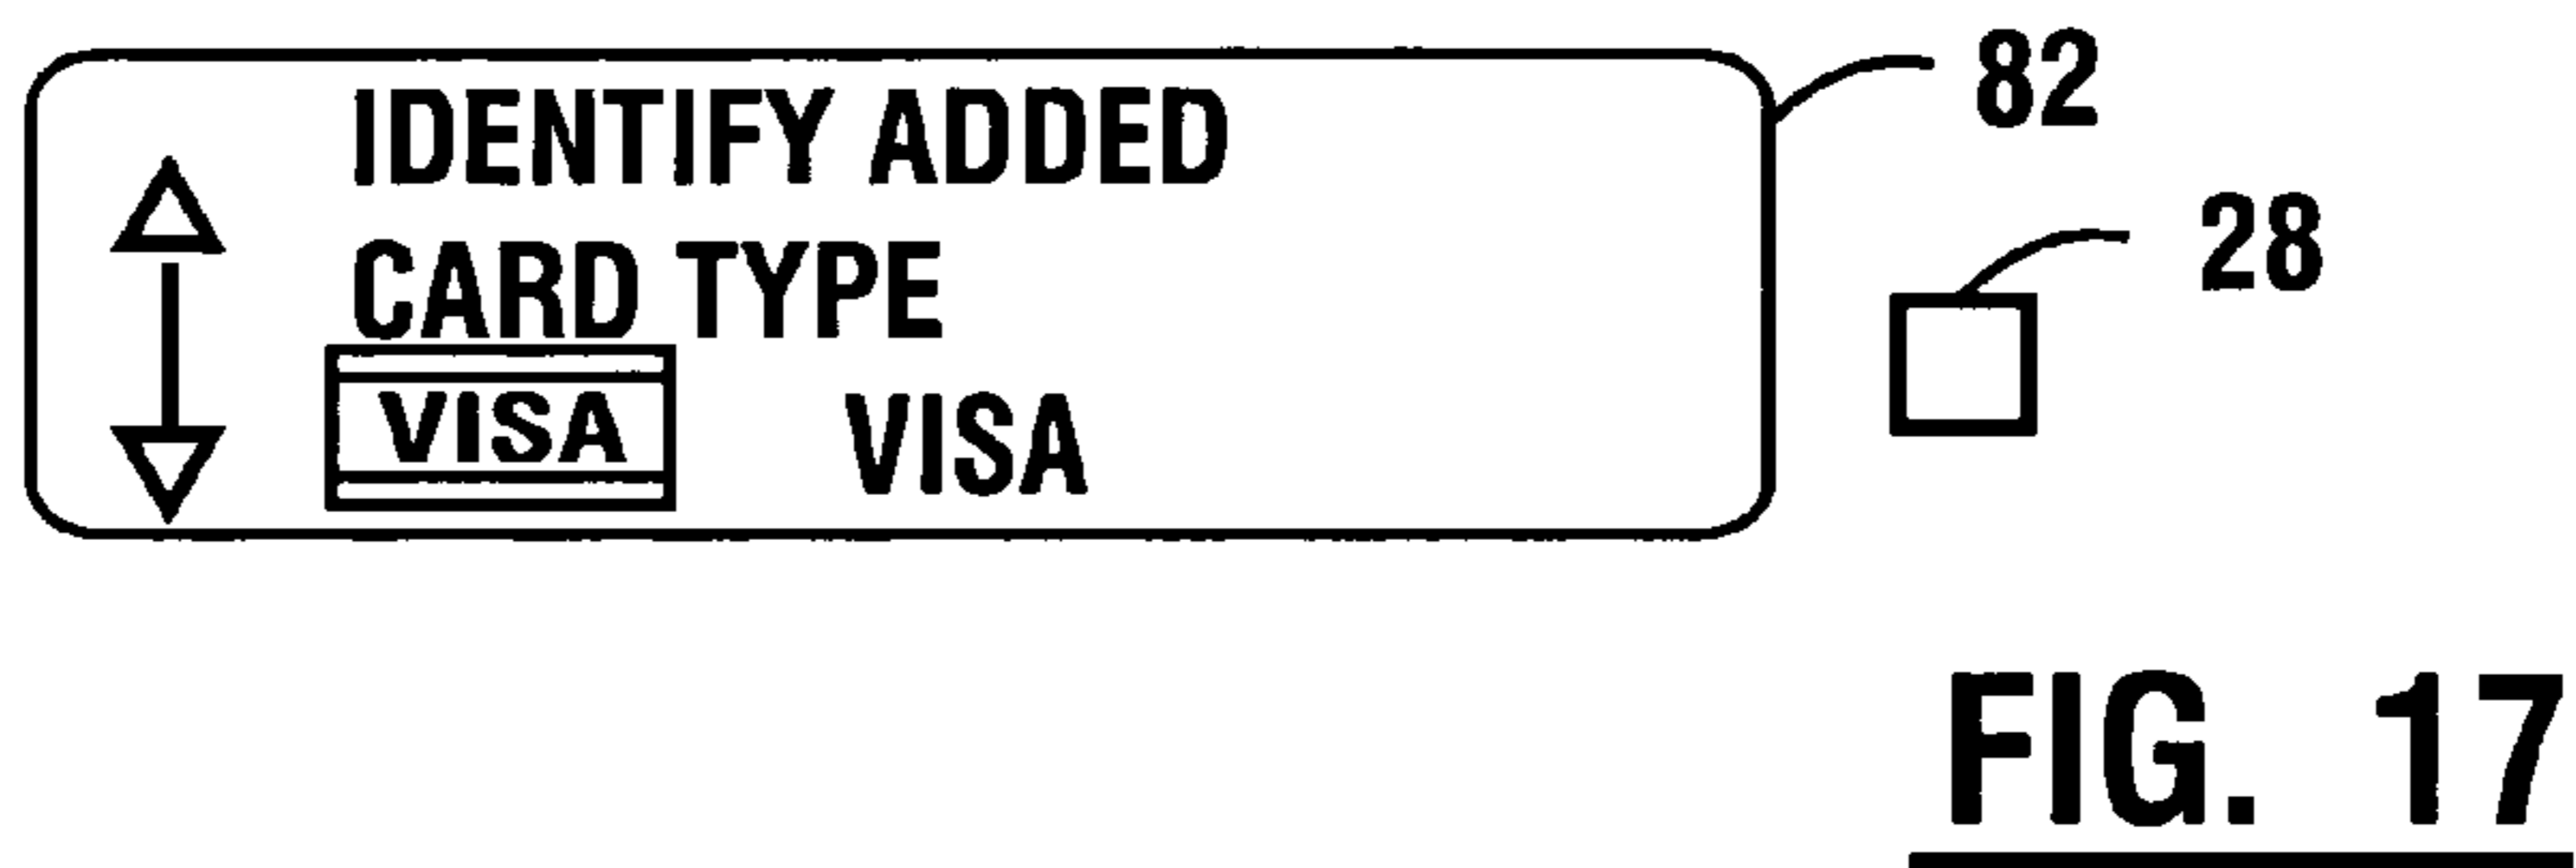 IDENTIFY ADDED
CARD TYPE
VISA VISA
82
28
FIG. 17